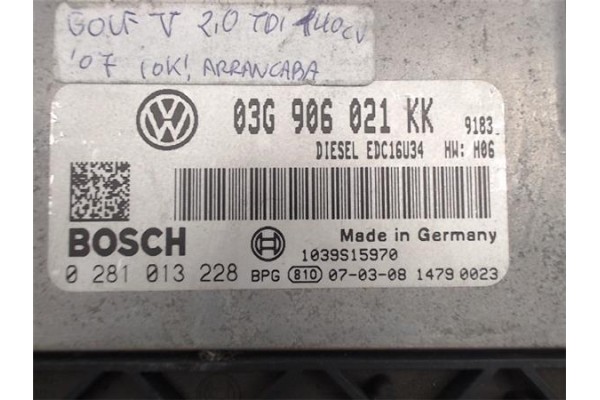 GOLF V 2,0 TDI 140cv
'07 ¡OK! ARRANCABA
03G 906 021 KK 9183
DIESEL EDC16U34 HW: H06
BOSCH
Made in Germany
1039S15970
0 281 013 228 BPG 810 07-03-08 1479 0023